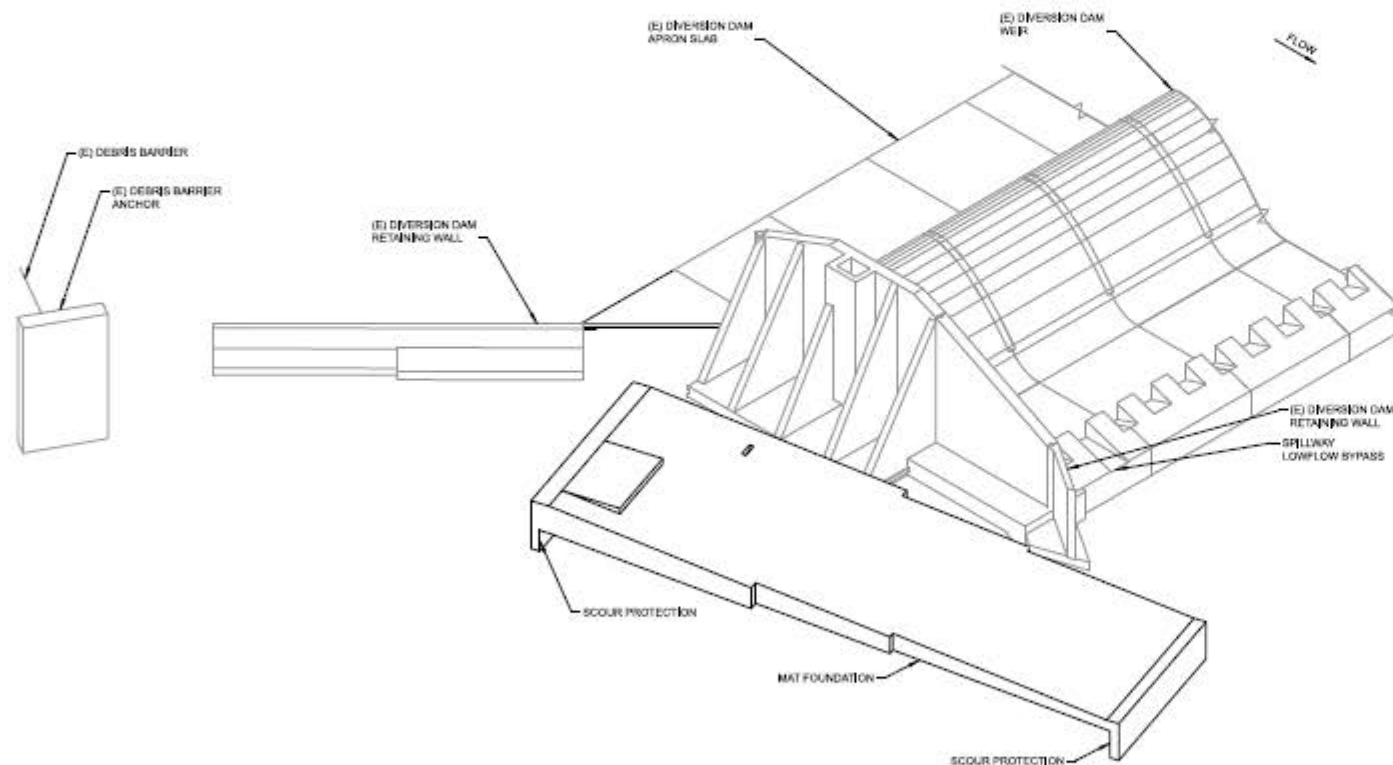 (E) DIVERSION DAM
APRON SLAB
(E) DIVERSION DAM
WEIR
FLOW
(E) DEBRIS BARRIER
(E) DEBRIS BARRIER
ANCHOR
(E) DIVERSION DAM
RETAINING WALL
(E) DIVERSION DAM
RETAINING WALL
SPILLWAY
LOWFLOW BYPASS
SCOUR PROTECTION
MAT FOUNDATION
SCOUR PROTECTION